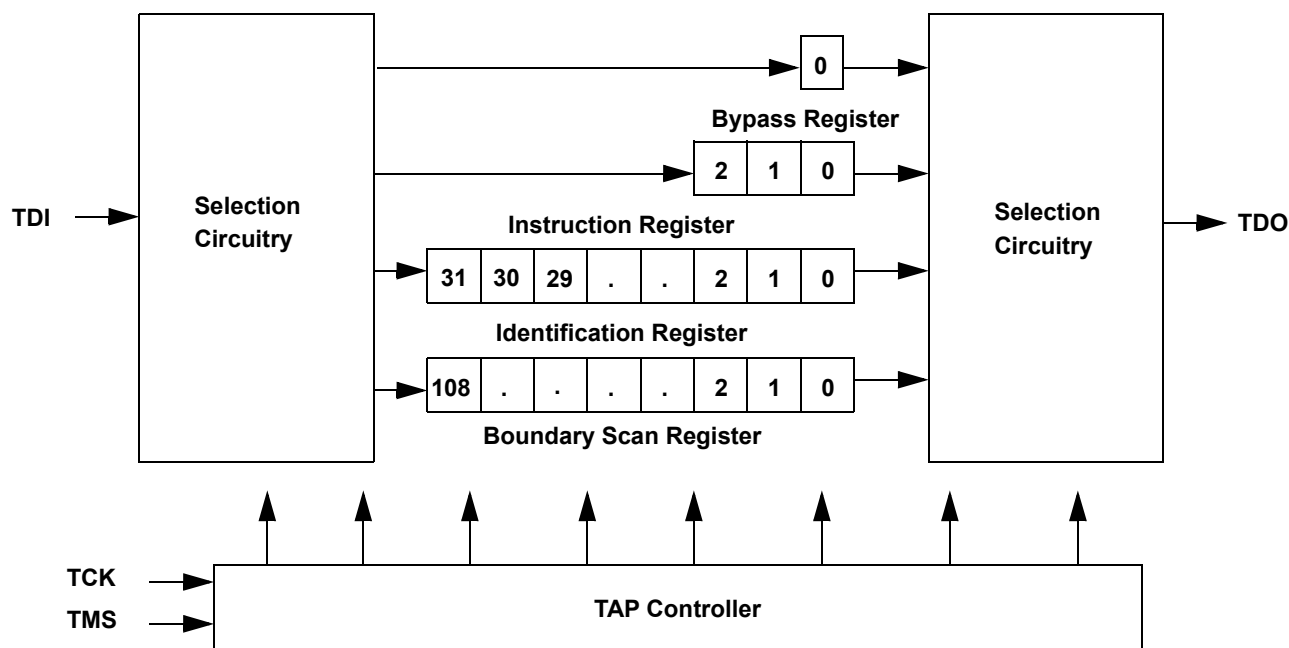 0
Bypass Register
2 1 0
Selection
Circuitry
Selection
Circuitry
TDI
TDO
Instruction Register
31 30 29 . . 2 1 0
Identification Register
108 . . . . 2 1 0
Boundary Scan Register
TCK
TMS
TAP Controller